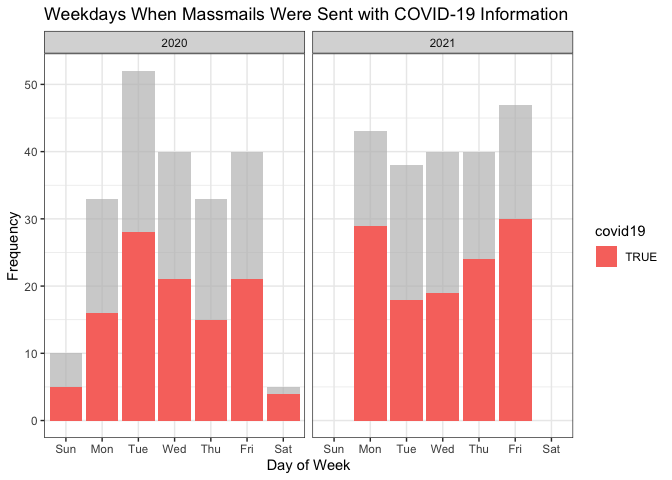 Weekdays When Massmails Were Sent with COVID-19 Information
2020 2021
50
40
30
20
10
0
Frequency
Sun Mon Tue Wed Thu Fri Sat Sun Mon Tue Wed Thu Fri Sat
Day of Week
covid19
TRUE